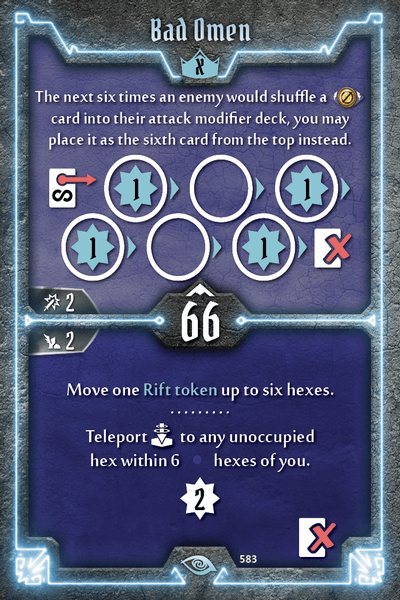 Bad Omen
X
The next six times an enemy would shuffle a
card into their attack modifier deck, you may
place it as the sixth card from the top instead.
1 1
1 1
2
66
2
Move one Rift token up to six hexes.
Teleport to any unoccupied
hex within 6 hexes of you.
2
583